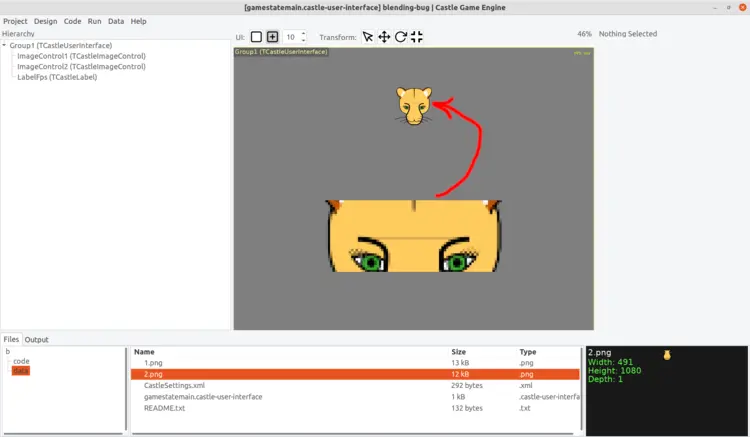 [gamestatemain.castle-user-interface] blending-bug | Castle Game Engine
Project Design Code Run Data Help
Hierarchy
Group1 (TCastleUserInterface)
ImageControl1 (TCastleImageControl)
ImageControl2 (TCastleImageControl)
LabelFps (TCastleLabel)
UI: 10 Transform: 46% Nothing Selected
Group1 (TCastleUserInterface)
Files Output
b
code
data
Name Size Type
1.png 13 kB .png
2.png 12 kB .png
CastleSettings.xml 292 bytes .xml
gamestatemain.castle-user-interface 1 kB .castle-user-interfa
README.txt 132 bytes .txt
2.png
Width: 491
Height: 1080
Depth: 1